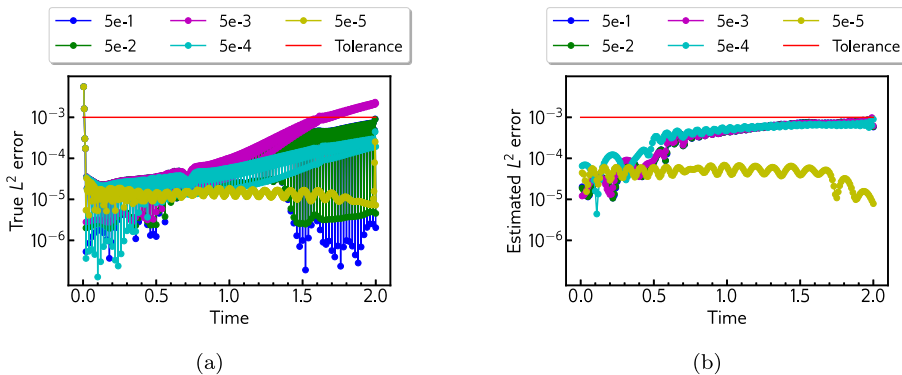 5e-1 5e-3 5e-5
5e-2 5e-4 Tolerance
10⁻³
10⁻⁴
10⁻⁵
10⁻⁶
True L² error
0.0 0.5 1.0 1.5 2.0
Time
(a)
5e-1 5e-3 5e-5
5e-2 5e-4 Tolerance
10⁻³
10⁻⁴
10⁻⁵
10⁻⁶
Estimated L² error
0.0 0.5 1.0 1.5 2.0
Time
(b)